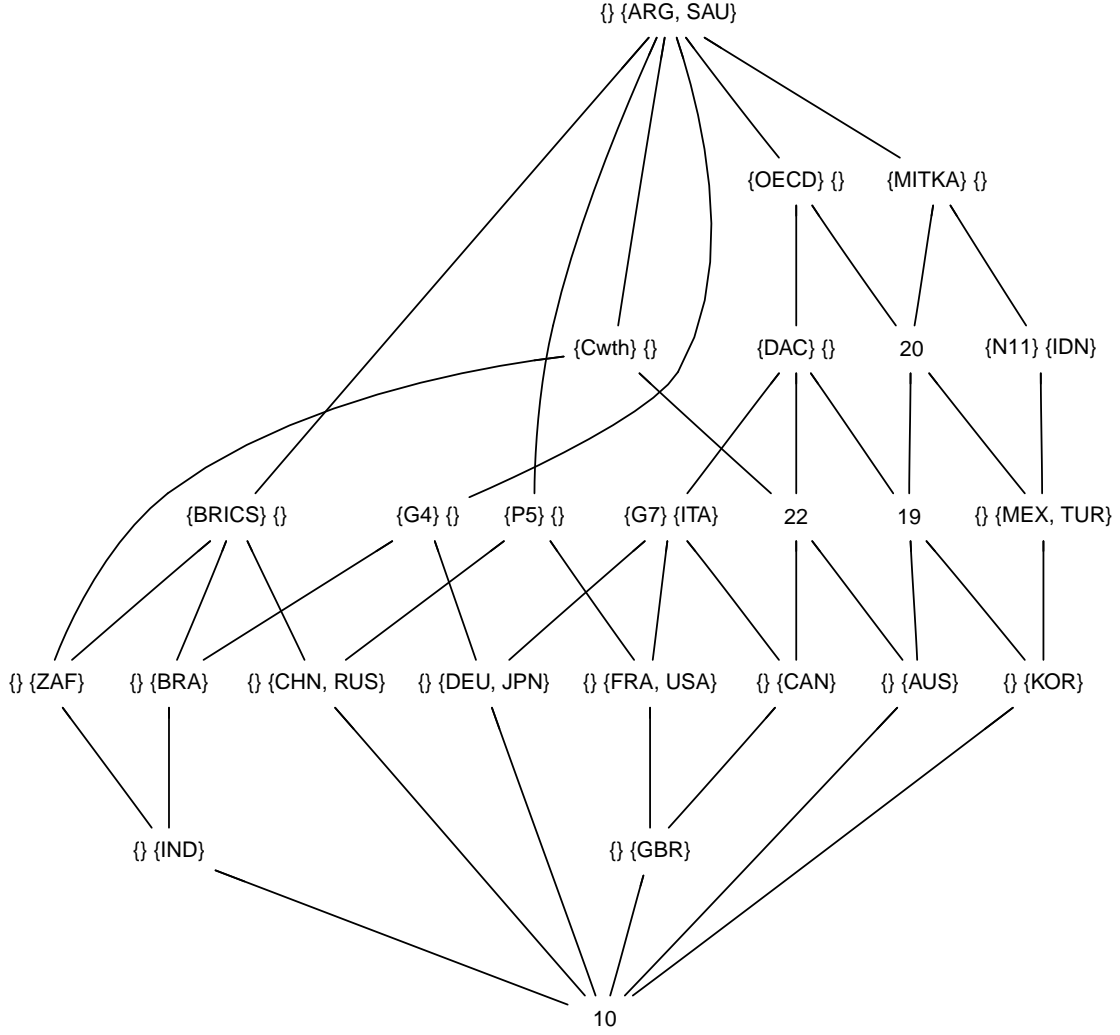 {} {ARG, SAU}
{OECD} {}
{MITKA} {}
{Cwth} {}
{DAC} {}
20
{N11} {IDN}
{BRICS} {}
{G4} {}
{P5} {}
{G7} {ITA}
22
19
{} {MEX, TUR}
{} {ZAF}
{} {BRA}
{} {CHN, RUS}
{} {DEU, JPN}
{} {FRA, USA}
{} {CAN}
{} {AUS}
{} {KOR}
{} {IND}
{} {GBR}
10